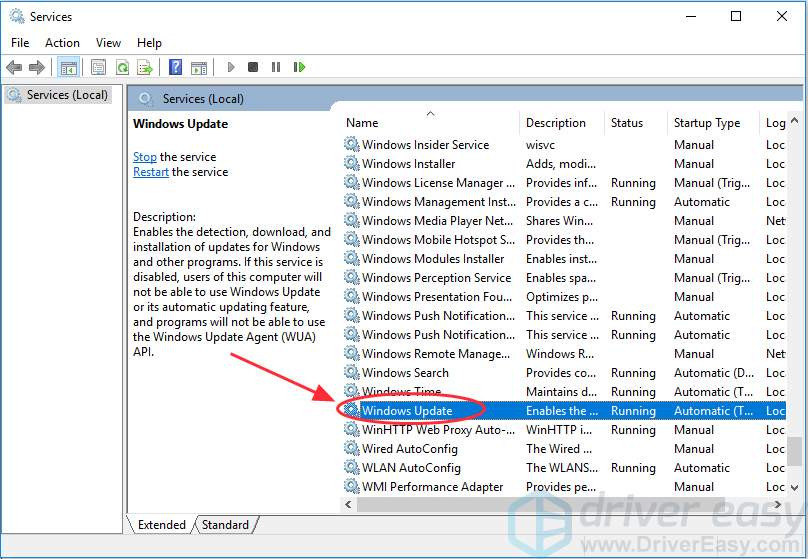 Services
File Action View Help
Services (Local)
Services (Local)
Windows Update
Stop the service
Restart the service
Description:
Enables the detection, download, and
installation of updates for Windows
and other programs. If this service is
disabled, users of this computer will
not be able to use Windows Update
or its automatic updating feature,
and programs will not be able to use
the Windows Update Agent (WUA)
API.
Name Description Status Startup Type Log
Windows Insider Service wisvc Manual Loc
Windows Installer Adds, modi... Manual Loc
Windows License Manager ... Provides inf... Running Manual (Trig... Loc
Windows Management Inst... Provides a c... Running Automatic Loc
Windows Media Player Net... Shares Win... Manual Net
Windows Mobile Hotspot S... Provides th... Manual (Trig... Loc
Windows Modules Installer Enables inst... Manual Loc
Windows Perception Service Enables spa... Manual (Trig... Loc
Windows Presentation Fou... Optimizes p... Manual Loc
Windows Push Notification... This service ... Running Automatic Loc
Windows Push Notification... This service ... Running Automatic Loc
Windows Remote Manage... Windows R... Manual Net
Windows Search Provides co... Running Automatic (D... Loc
Windows Time Maintains d... Running Manual (Trig... Loc
Windows Update Enables the ... Running Automatic (T... Loc
WinHTTP Web Proxy Auto-... WinHTTP i... Running Manual Loc
Wired AutoConfig The Wired ... Manual Loc
WLAN AutoConfig The WLANS... Running Automatic Loc
WMI Performance Adapter Provides pe... Manual Loc
Extended Standard
driver easy
www.DriverEasy.com